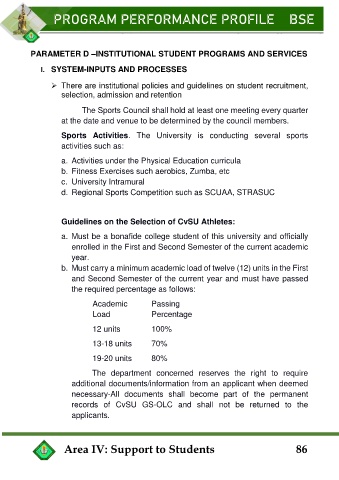 PROGRAM PERFORMANCE PROFILE BSE
PARAMETER D –INSTITUTIONAL STUDENT PROGRAMS AND SERVICES
I. SYSTEM-INPUTS AND PROCESSES
➢ There are institutional policies and guidelines on student recruitment,
selection, admission and retention
The Sports Council shall hold at least one meeting every quarter
at the date and venue to be determined by the council members.
Sports Activities. The University is conducting several sports
activities such as:
a. Activities under the Physical Education curricula
b. Fitness Exercises such aerobics, Zumba, etc
c. University Intramural
d. Regional Sports Competition such as SCUAA, STRASUC
Guidelines on the Selection of CvSU Athletes:
a. Must be a bonafide college student of this university and officially
enrolled in the First and Second Semester of the current academic
year.
b. Must carry a minimum academic load of twelve (12) units in the First
and Second Semester of the current year and must have passed
the required percentage as follows:
Academic Passing
Load Percentage
12 units 100%
13-18 units 70%
19-20 units 80%
The department concerned reserves the right to require
additional documents/information from an applicant when deemed
necessary-All documents shall become part of the permanent
records of CvSU GS-OLC and shall not be returned to the
applicants.
Area IV: Support to Students 86